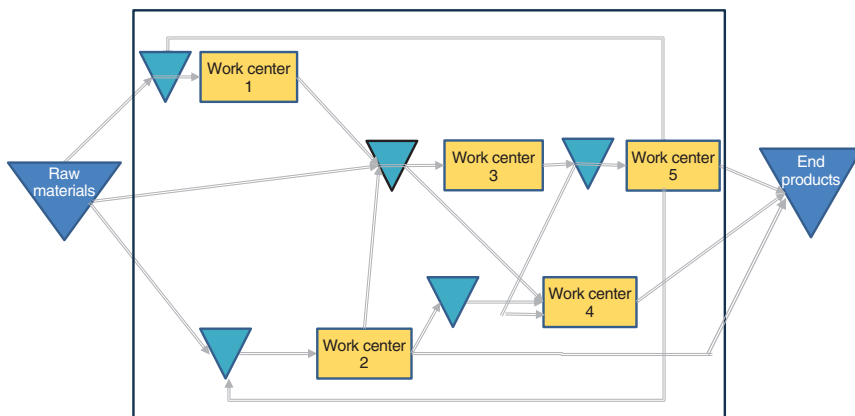 Work center
1
Raw
materials
Work center
3
Work center
5
End
products
Work center
4
Work center
2